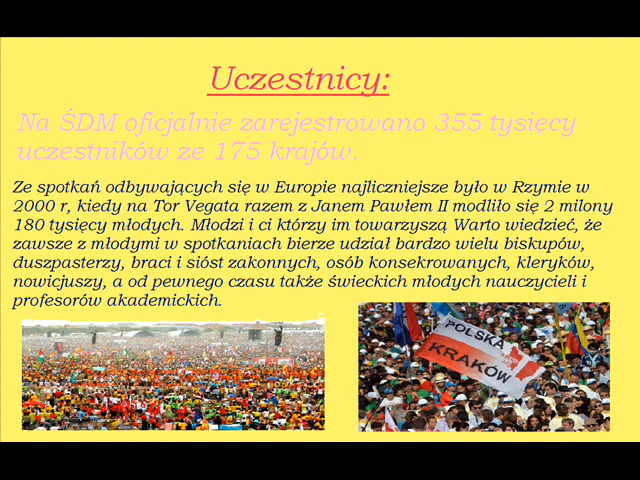 Uczestnicy:
Na ŚDM oficjalnie zarejestrowano 355 tysięcy
uczestników ze 175 krajów.
Ze spotkań odbywających się w Europie najliczniejsze było w Rzymie w
2000 r, kiedy na Tor Vegata razem z Janem Pawłem II modliło się 2 milony
180 tysięcy młodych. Młodzi i ci którzy im towarzyszą Warto wiedzieć, że
zawsze z młodymi w spotkaniach bierze udział bardzo wielu biskupów,
duszpasterzy, braci i sióst zakonnych, osób konsekrowanych, kleryków,
nowicjuszy, a od pewnego czasu także świeckich młodych nauczycieli i
profesorów akademickich.
POLSKA
KRAKÓW